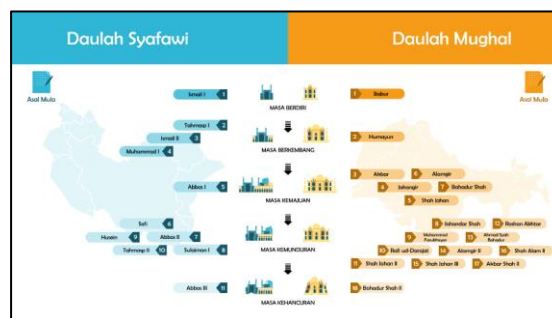 Daulah Syafawi
Daulah Mughal
Asal Mula
Asal Mula
Ismail I 1
1 Babur
MASA BERDIRI
Tahmasp I 2
Ismail II 3
Muhammad I 4
2 Humayun
MASA BERKEMBANG
Abbas I 5
3 Akbar
6 Alamgir
4 Jahangir
7 Bahadur Shah
5 Shah Jahan
MASA KEMAJUAN
Safi 6
Husein 9
Abbas II 7
Tahmasp II 10
Sulaiman I 8
8 Jahandar Shah
12 Roshan Akhtar
9 Muhammad
13 Ahmad Syah
Bahadur
10 Rafi ud-Darajat
14 Alamgir II
16 Shah Alam II
11 Shah Jahan II
15 Shah Jahan III
17 Akbar Shah II
MASA KEMUNDURAN
Abbas III 11
18 Bahadur Shah II
MASA KEHANCURAN